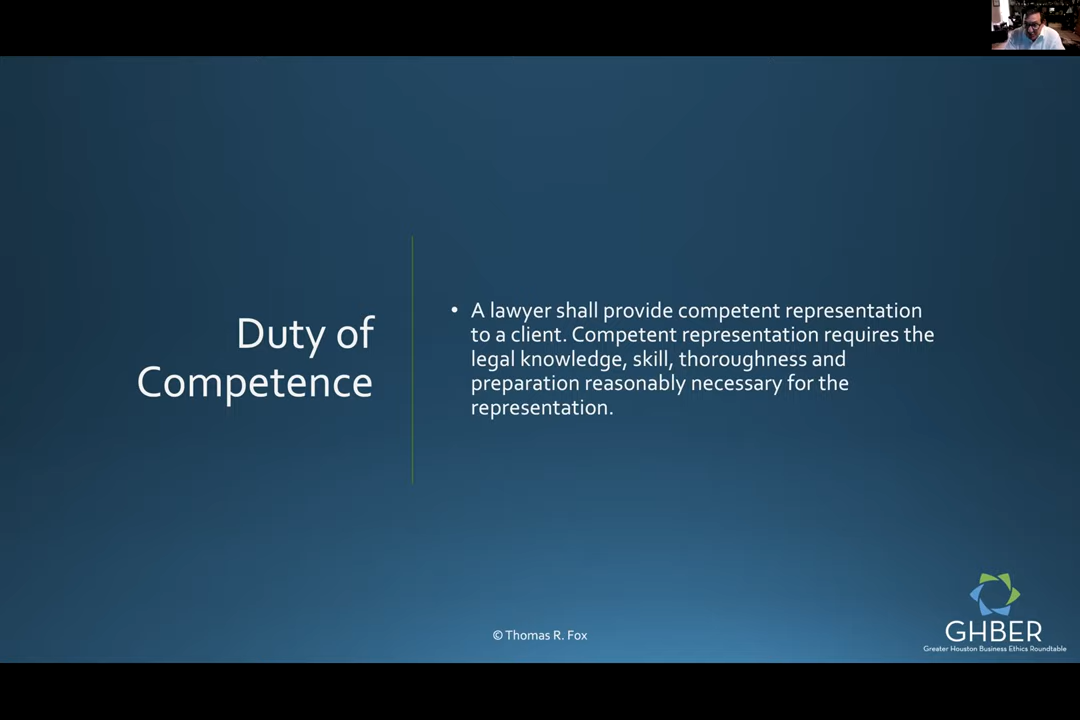 Duty of
Competence
• A lawyer shall provide competent representation
to a client. Competent representation requires the
legal knowledge, skill, thoroughness and
preparation reasonably necessary for the
representation.
© Thomas R. Fox
GHBER
Greater Houston Business Ethics Roundtable